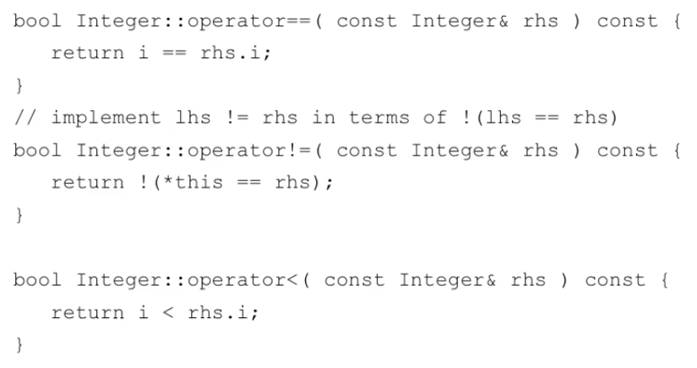 bool Integer::operator==( const Integer& rhs ) const {
   return i == rhs.i;
}
// implement lhs != rhs in terms of !(lhs == rhs)
bool Integer::operator!=( const Integer& rhs ) const {
   return !(*this == rhs);
}

bool Integer::operator<( const Integer& rhs ) const {
   return i < rhs.i;
}